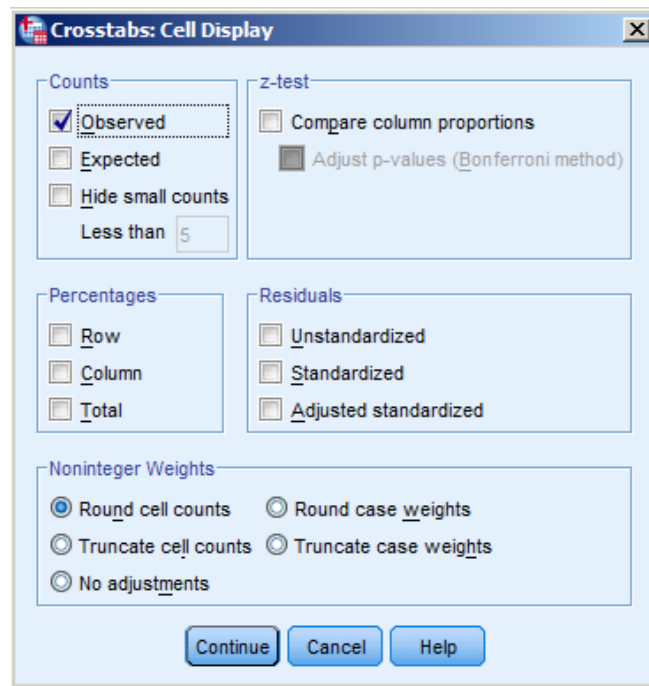 Crosstabs: Cell Display
Counts
Observed
Expected
Hide small counts
Less than 5
z-test
Compare column proportions
Adjust p-values (Bonferroni method)
Percentages
Row
Column
Total
Residuals
Unstandardized
Standardized
Adjusted standardized
Noninteger Weights
Round cell counts Round case weights
Truncate cell counts Truncate case weights
No adjustments
Continue Cancel Help